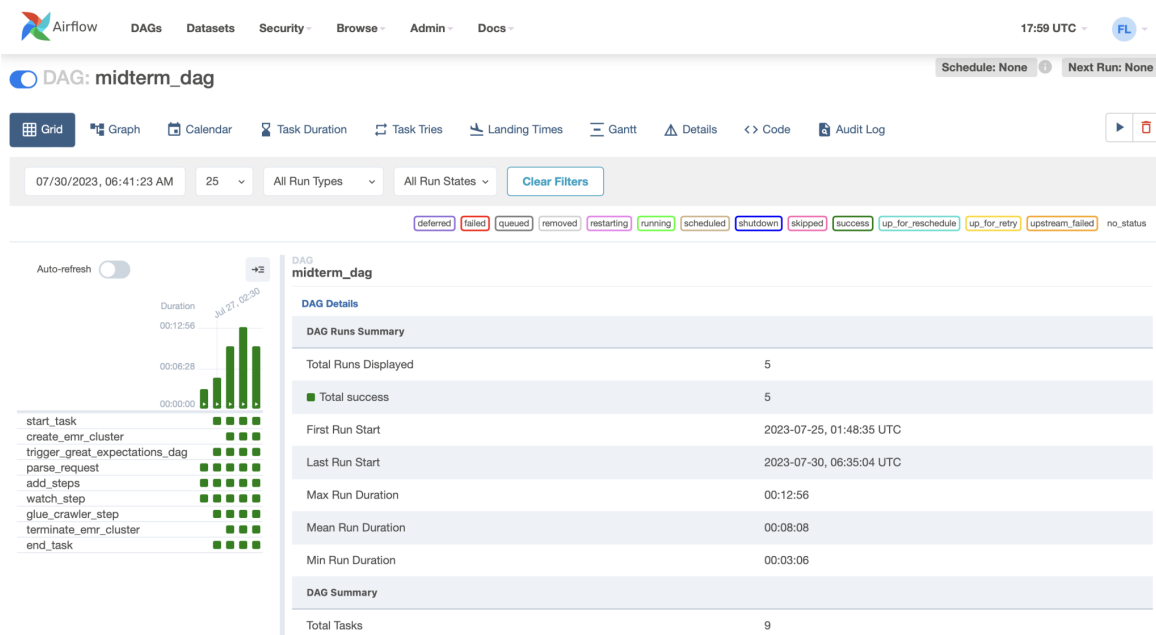 Airflow DAGs Datasets Security Browse Admin Docs 17:59 UTC FL
Schedule: None Next Run: None
DAG: midterm_dag
Grid Graph Calendar Task Duration Task Tries Landing Times Gantt Details Code Audit Log
07/30/2023, 06:41:23 AM 25 All Run Types All Run States Clear Filters
deferred failed queued removed restarting running scheduled shutdown skipped success up_for_reschedule up_for_retry upstream_failed no_status
Auto-refresh
Duration
Jul 27, 02:30
00:12:56
00:06:28
00:00:00
start_task
create_emr_cluster
trigger_great_expectations_dag
parse_request
add_steps
watch_step
glue_crawler_step
terminate_emr_cluster
end_task
DAG
midterm_dag
DAG Details
DAG Runs Summary
Total Runs Displayed 5
Total success 5
First Run Start 2023-07-25, 01:48:35 UTC
Last Run Start 2023-07-30, 06:35:04 UTC
Max Run Duration 00:12:56
Mean Run Duration 00:08:08
Min Run Duration 00:03:06
DAG Summary
Total Tasks 9